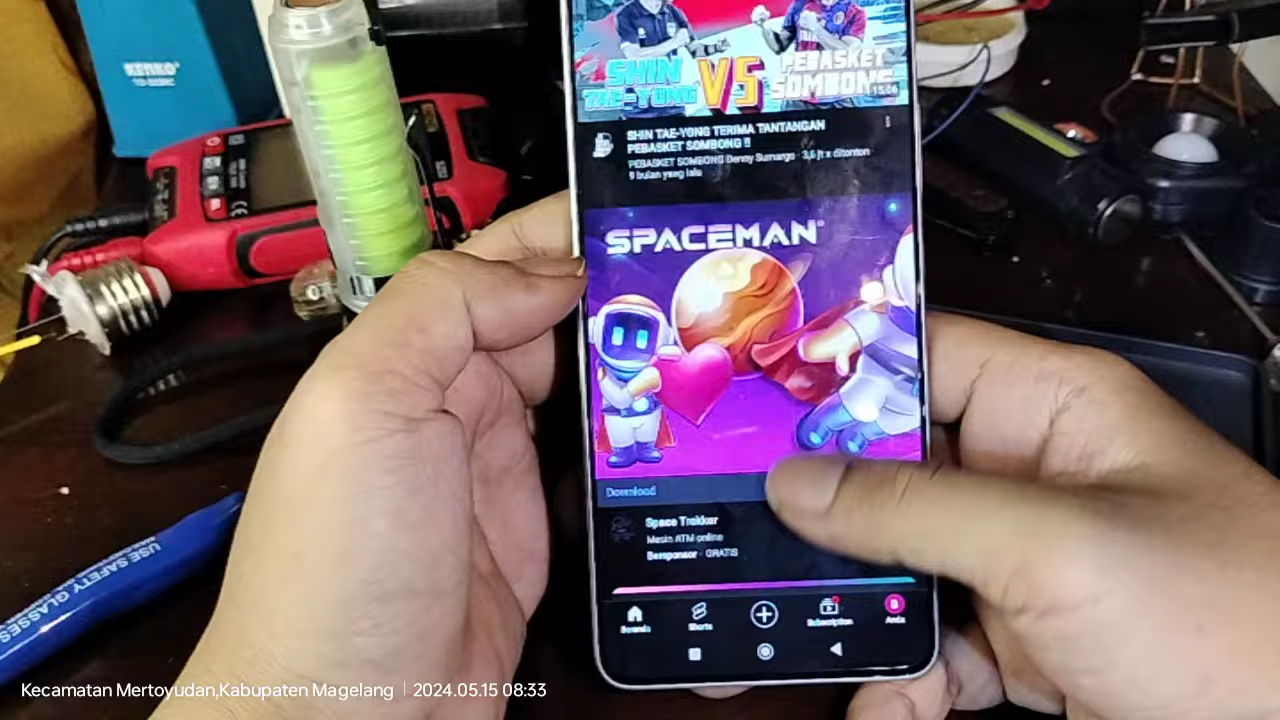 KENKO
SHIN
TAE-YONG
VS
PEBASKET
SOMBONG
15.06
SHIN TAE-YONG TERIMA TANTANGAN
PEBASKET SOMBONG !!
PEBASKET SOMBONG Denny Sumargo · 3,6 jt x ditonton
9 bulan yang lalu
SPACEMAN
Download
Space Trekker
Mesin ATM online
Bersponsor · GRATIS
Beranda
Shorts
Subscription
Anda
USE SAFETY GLASSES
Kecamatan Mertoyudan,Kabupaten Magelang | 2024.05.15 08:33